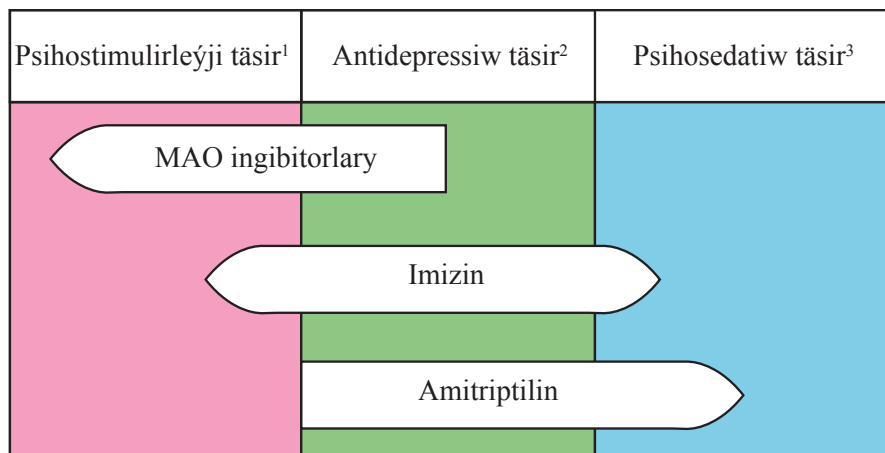 Psihostimulirleýji täsir¹ Antidepressiw täsir² Psihosedatiw täsir³
MAO ingibitorlary
Imizin
Amitriptilin